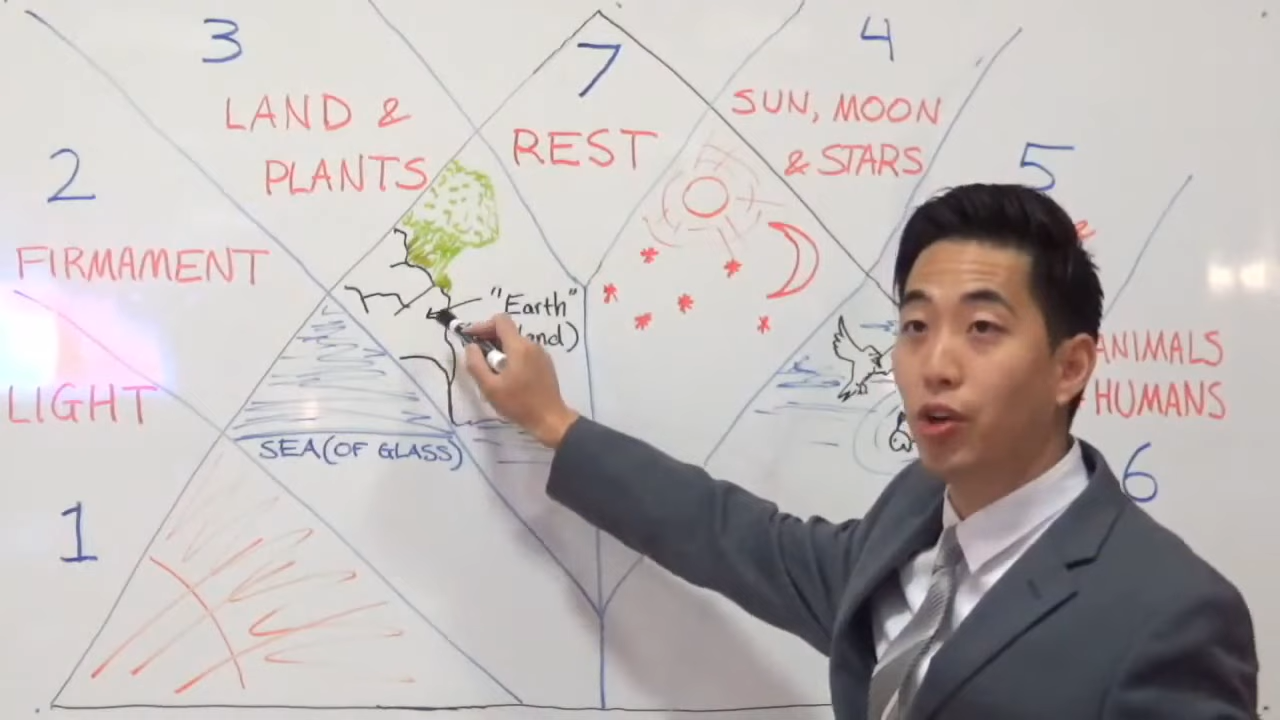 3
LAND &
PLANTS
7
REST
4
SUN, MOON
& STARS
2
FIRMAMENT
"Earth"
5
ANIMALS
HUMANS
6
LIGHT
1
SEA (OF GLASS)